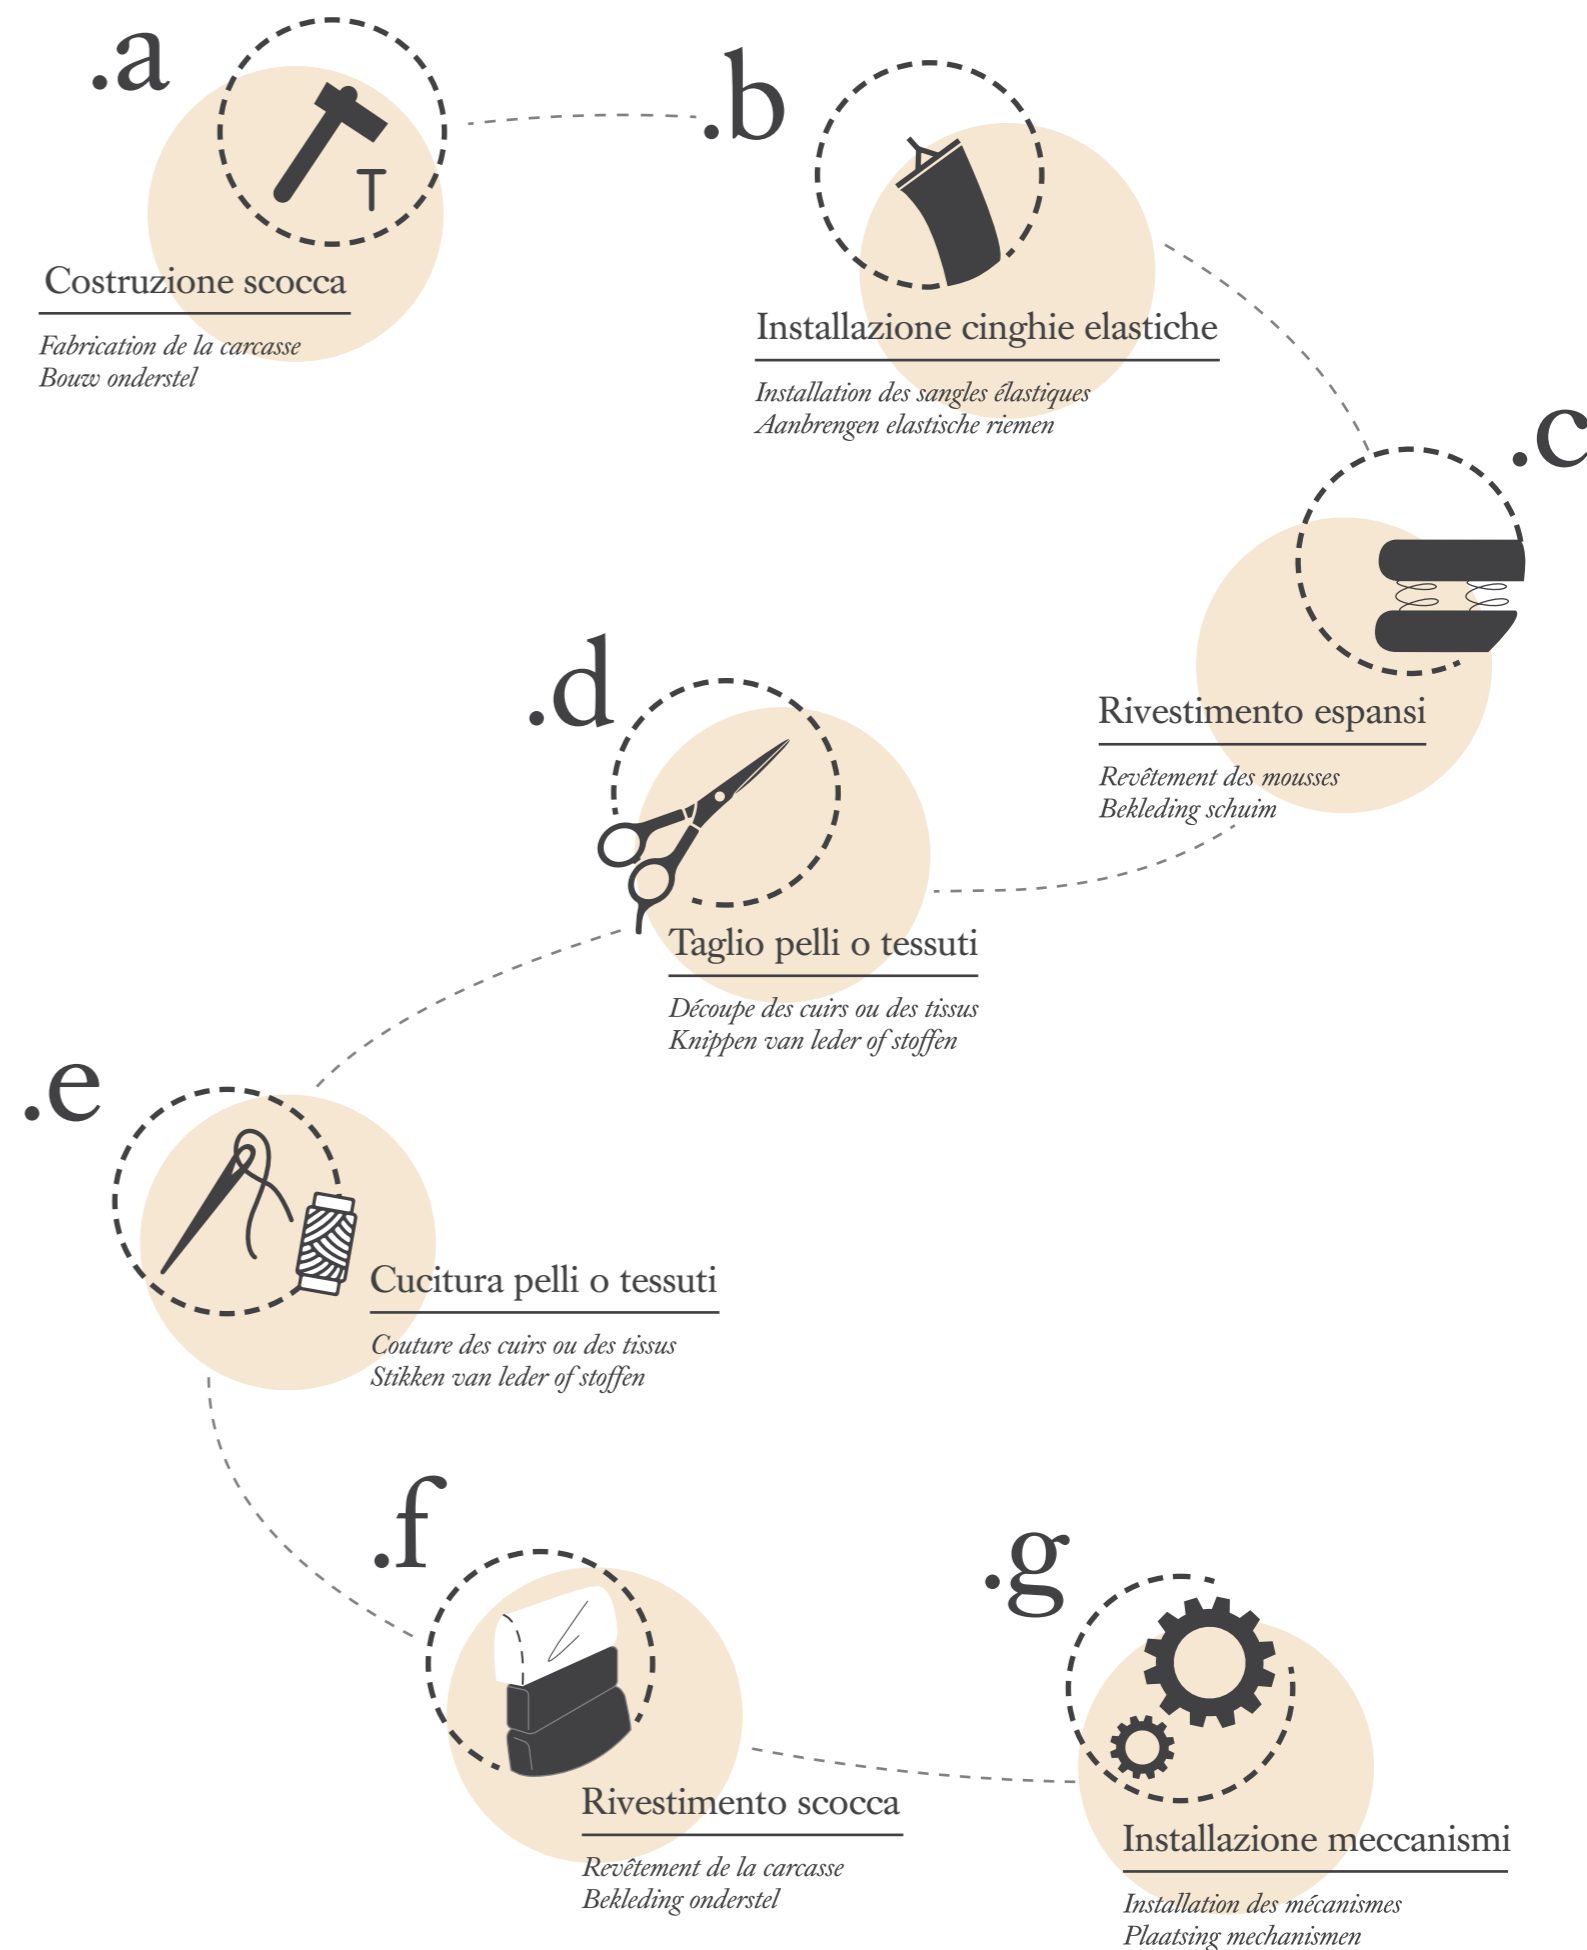 .a
Costruzione scocca
Fabrication de la carcasse
Bouw onderstel
.b
Installazione cinghie elastiche
Installation des sangles élastiques
Aanbrengen elastische riemen
.c
Rivestimento espansi
Revêtement des mousses
Bekleding schuim
.d
Taglio pelli o tessuti
Découpe des cuirs ou des tissus
Knippen van leder of stoffen
.e
Cucitura pelli o tessuti
Couture des cuirs ou des tissus
Stikken van leder of stoffen
.f
Rivestimento scocca
Revêtement de la carcasse
Bekleding onderstel
.g
Installazione meccanismi
Installation des mécanismes
Plaatsing mechanismen